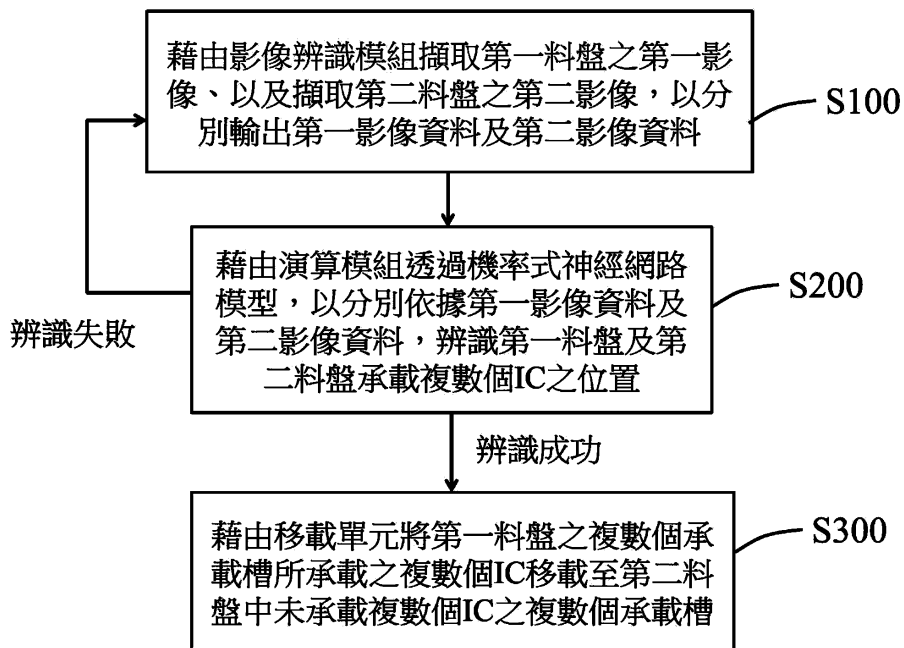 藉由影像辨識模組擷取第一料盤之第一影
像、以及擷取第二料盤之第二影像，以分
別輸出第一影像資料及第二影像資料
S100
藉由演算模組透過機率式神經網路
模型，以分別依據第一影像資料及
第二影像資料，辨識第一料盤及第
二料盤承載複數個IC之位置
S200
辨識失敗
辨識成功
藉由移載單元將第一料盤之複數個承
載槽所承載之複數個IC移載至第二料
盤中未承載複數個IC之複數個承載槽
S300